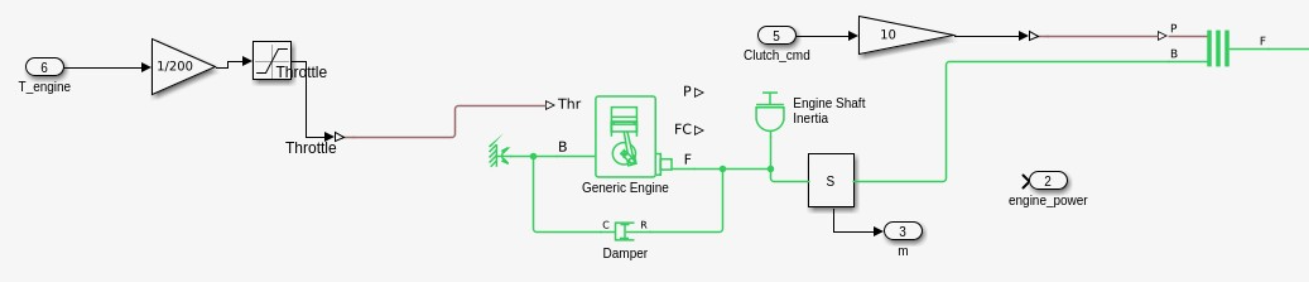 5
10
P
Clutch_cmd
B
F
6
T_engine
1/200
Throttle
Throttle
Thr
P
FC
B
F
Generic Engine
Engine Shaft
Inertia
S
2
engine_power
C
R
Damper
3
m